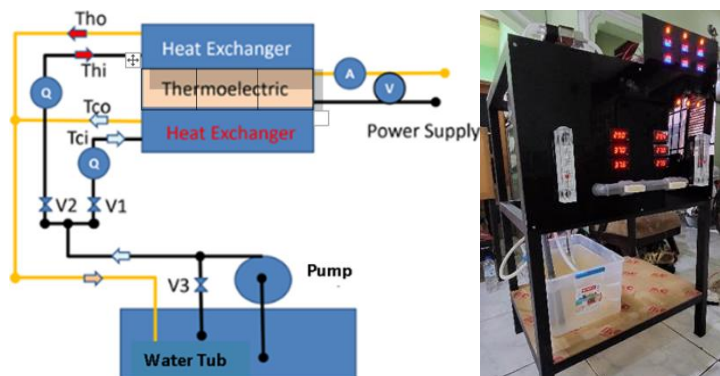 Tho
Heat Exchanger
Thi
Q
A
Thermoelectric
V
Tco
Tci
Heat Exchanger
Power Supply
Q
V2
V1
V3
Pump
Water Tub